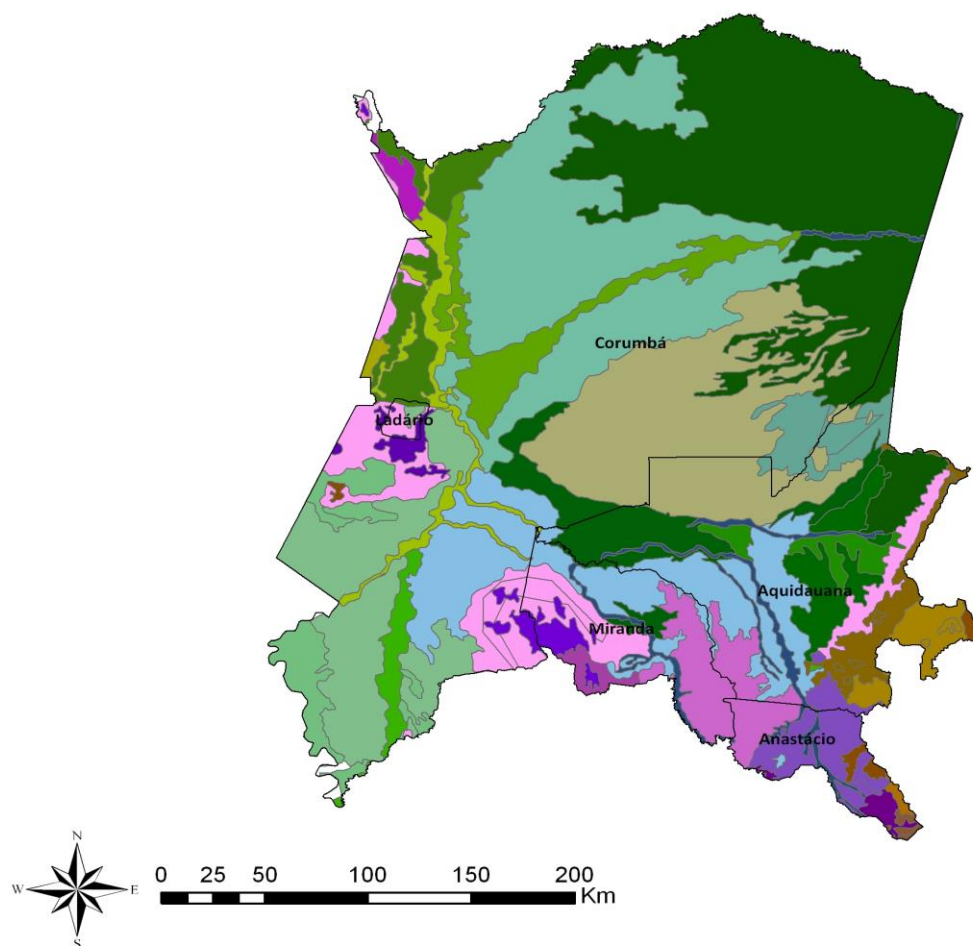 Corumbá
Ladário
Aquidauana
Miranda
Anastácio
N
W E
S
0 25 50 100 150 200
Km